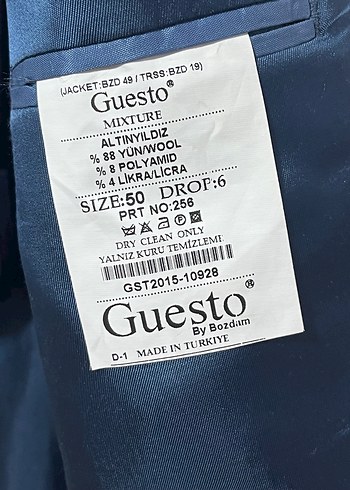 (JACKET:BZD 49 / TRSS:BZD 19)
Guesto®
MIXTURE
ALTINYILDIZ
% 88 YÜN/WOOL
% 8 POLYAMID
% 4 LİKRA/LICRA
SIZE:50 DROP:6
PRT NO:256
DRY CLEAN ONLY
YALNIZ KURU TEMİZLEMİ
GST2015-10928
Guesto®
By Bozdam
D-1 MADE IN TURKIYE